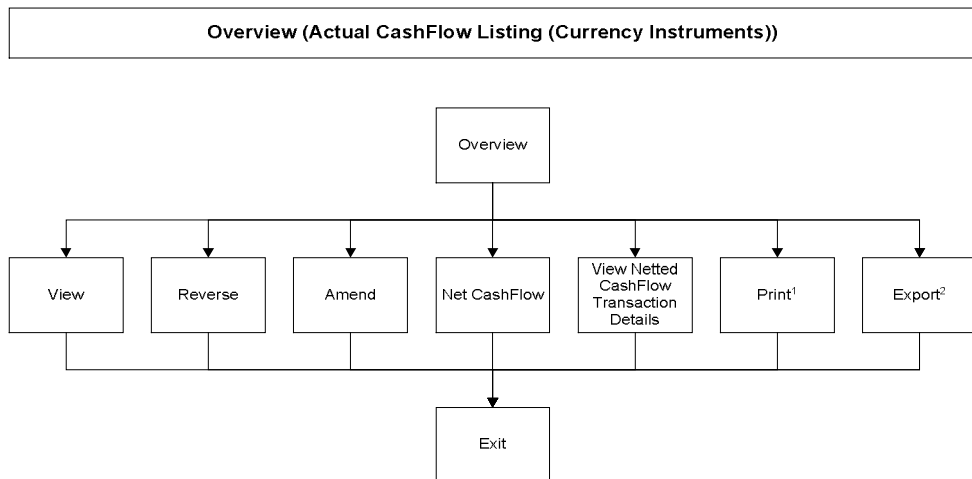 Overview (Actual CashFlow Listing (Currency Instruments))
Overview
View
Reverse
Amend
Net CashFlow
View Netted
CashFlow
Transaction
Details
Print¹
Export²
Exit